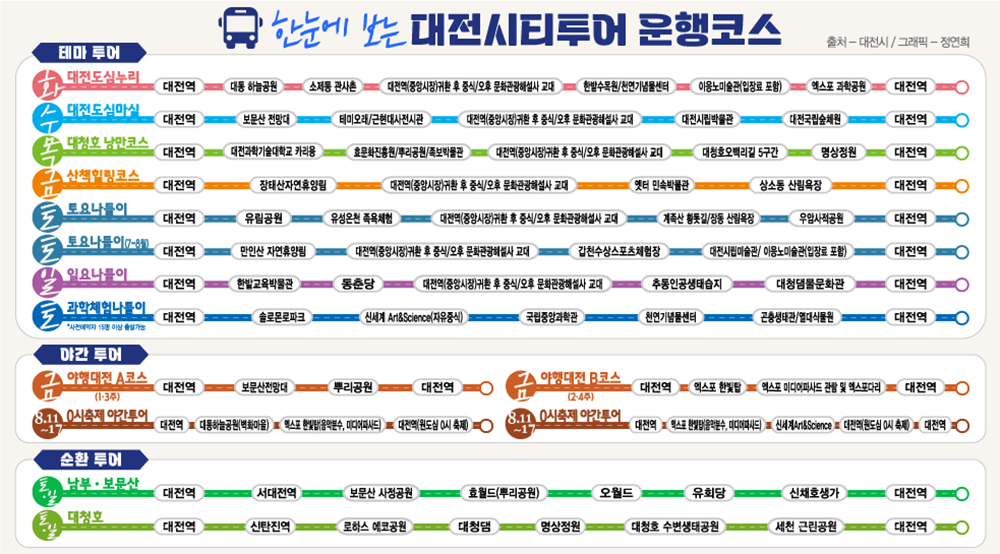 한눈에 보는 대전시티투어 운행코스
출처 – 대전시 / 그래픽 – 정연희
테마 투어
화 대전도심누리 대전역 대동 하늘공원 소제동 관사촌 대전역(중앙시장)귀환 후 중식/오후 문화관광해설사 교대 한밭수목원/천연기념물센터 이응노미술관(입장료 포함) 엑스포 과학공원 대전역
수 대전도심마실 대전역 보문산 전망대 테미오래/근현대사전시관 대전역(중앙시장)귀환 후 중식/오후 문화관광해설사 교대 대전시립박물관 대전국립숲체원 대전역
목 대청호 낭만코스 대전역 대전과학기술대학교 카리용 효문화진흥원/뿌리공원/족보박물관 대전역(중앙시장)귀환 후 중식/오후 문화관광해설사 교대 대청호오백리길 5구간 명상정원 대전역
금 산책힐링코스 대전역 장태산자연휴양림 대전역(중앙시장)귀환 후 중식/오후 문화관광해설사 교대 옛터 민속박물관 상소동 산림욕장 대전역
토 토요나들이 대전역 유림공원 유성온천 족욕체험 대전역(중앙시장)귀환 후 중식/오후 문화관광해설사 교대 계족산 황톳길/장동 산림욕장 우암사적공원 대전역
토 토요나들이(7~8월) 대전역 만인산 자연휴양림 대전역(중앙시장)귀환 후 중식/오후 문화관광해설사 교대 갑천수상스포츠체험장 대전시립미술관/ 이응노미술관(입장료 포함) 대전역
일 일요나들이 대전역 한밭교육박물관 동춘당 대전역(중앙시장)귀환 후 중식/오후 문화관광해설사 교대 추동인공생태습지 대청댐물문화관 대전역
토 과학체험나들이 대전역 솔로몬로파크 신세계 Art&Science(자유중식) 국립중앙과학관 천연기념물센터 곤충생태관/열대식물원 대전역
*사전예약자 15명 이상 출발가능
야간 투어
금 야행대전 A코스 대전역 보문산전망대 뿌리공원 대전역
(1·3주)
금 야행대전 B코스 대전역 엑스포 한빛탑 엑스포 미디어파사드 관람 및 엑스포다리 대전역
(2·4주)
8.11~17 0시축제 야간투어 대전역 대동하늘공원(벽화마을) 엑스포 한빛탑(음악분수, 미디어파사드) 대전역(원도심 0시 축제)
8.11~17 0시축제 야간투어 대전역 엑스포 한빛탑(음악분수, 미디어파사드) 신세계Art&Science 대전역(원도심 0시 축제) 대전역
순환 투어
토일 남부·보문산 대전역 서대전역 보문산 사정공원 효월드(뿌리공원) 오월드 유회당 신채호생가 대전역
토일 대청호 대전역 신탄진역 로하스 에코공원 대청댐 명상정원 대청호 수변생태공원 세천 근린공원 대전역